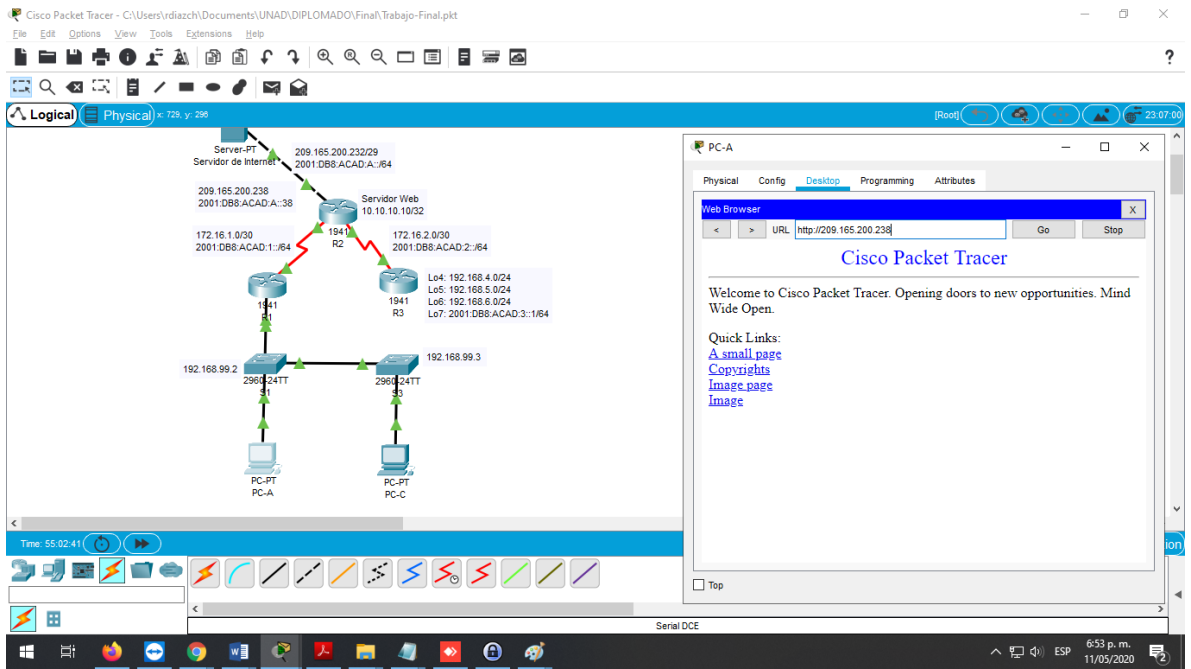 Cisco Packet Tracer - C:\Users\rdiazch\Documents\UNAD\DIPLOMADO\Final\Trabajo-Final.pkt
File Edit Options View Tools Extensions Help
?
Logical Physical x: 729, y: 296 [Root] 23:07:00
Server-PT
Servidor de Internet
209.165.200.232/29
2001:DB8:ACAD:A::/64
209.165.200.238
2001:DB8:ACAD:A::38
Servidor Web
10.10.10.10/32
1941
R2
172.16.1.0/30
2001:DB8:ACAD:1::/64
172.16.2.0/30
2001:DB8:ACAD:2::/64
1941
R1
1941
R3
Lo4: 192.168.4.0/24
Lo5: 192.168.5.0/24
Lo6: 192.168.6.0/24
Lo7: 2001:DB8:ACAD:3::1/64
192.168.99.2
2960-24TT
S1
192.168.99.3
2960-24TT
S3
PC-PT
PC-A
PC-PT
PC-C
PC-A
Physical Config Desktop Programming Attributes
Web Browser X
< > URL http://209.165.200.238 Go Stop
Cisco Packet Tracer
Welcome to Cisco Packet Tracer. Opening doors to new opportunities. Mind
Wide Open.
Quick Links:
A small page
Copyrights
Image page
Image
Top
Time: 55:02:41
ion
Serial DCE
ESP
6:53 p. m.
11/05/2020
2